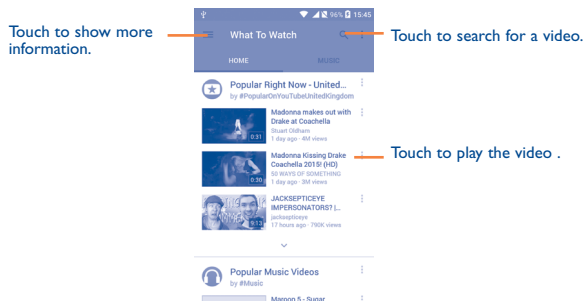 Touch to show more
information.
96% 15:45
What To Watch
Touch to search for a video.
HOME MUSIC
Popular Right Now - United...
by #PopularOnYouTubeUnitedKingdom
Madonna makes out with
Drake at Coachella
Stuart Oldham
1 day ago · 4M views
0:31
Madonna Kissing Drake
Coachella 2015! (HD)
50 WAYS OF SOMETHING
1 day ago · 3M views
0:30
Touch to play the video .
JACKSEPTICEYE
IMPERSONATORS? |...
jacksepticeye
17 hours ago · 790K views
9:13
Popular Music Videos
by #Music
Maroon 5 - Sugar